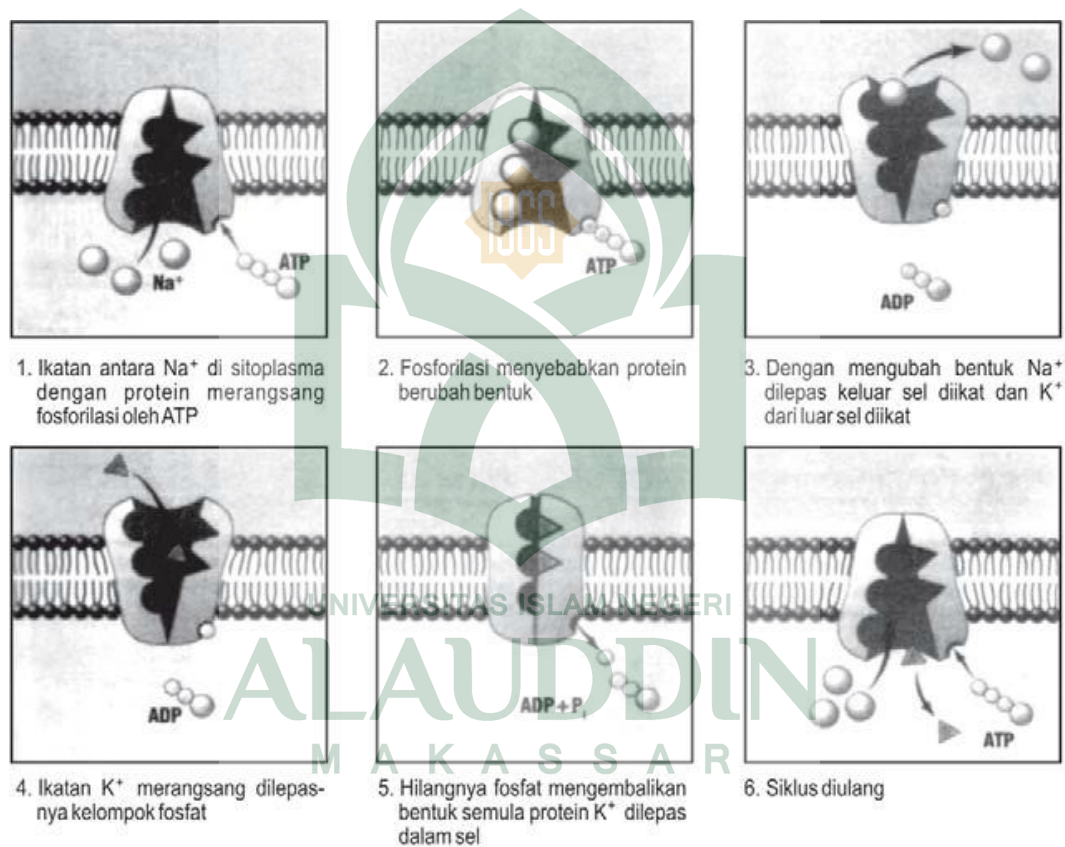 Na⁺
ATP
1. Ikatan antara Na⁺ di sitoplasma
dengan protein merangsang
fosforilasi oleh ATP
ATP
2. Fosforilasi menyebabkan protein
berubah bentuk
ADP
3. Dengan mengubah bentuk Na⁺
dilepas keluar sel diikat dan K⁺
dari luar sel diikat
ADP
4. Ikatan K⁺ merangsang dilepas-
nya kelompok fosfat
ADP + Pᵢ
5. Hilangnya fosfat mengembalikan
bentuk semula protein K⁺ dilepas
dalam sel
ATP
6. Siklus diulang
1965
UNIVERSITAS ISLAM NEGERI
ALAUDDIN
MAKASSAR